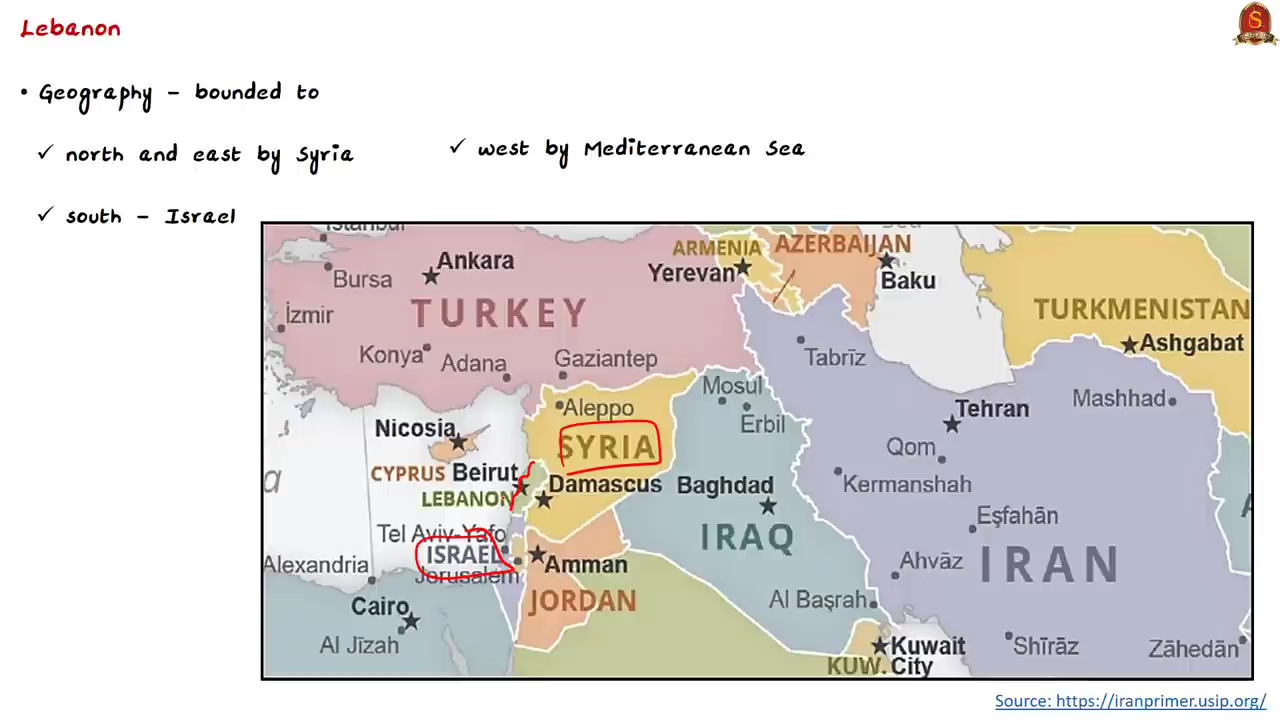 Lebanon
• Geography – bounded to
✓ north and east by Syria
✓ west by Mediterranean Sea
✓ south – Israel
Istanbul
Bursa
Ankara
TURKEY
İzmir
Konya
Adana
Gaziantep
ARMENIA
Yerevan
AZERBAIJAN
Baku
TURKMENISTAN
Ashgabat
Tabrīz
Mosul
Erbil
Aleppo
SYRIA
Nicosia
CYPRUS
Beirut
LEBANON
Damascus
Baghdad
IRAQ
Tehran
Mashhad
Qom
Kermanshah
Eşfahān
IRAN
Ahvāz
Tel Aviv-Yafo
ISRAEL
Jerusalem
Amman
JORDAN
Alexandria
Cairo
Al Jīzah
Al Başrah
Kuwait
City
KUW.
Shīrāz
Zāhedān
Source: https://iranprimer.usip.org/